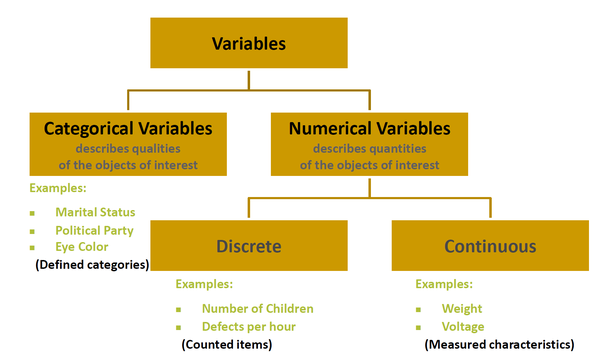 Variables
Categorical Variables
describes qualities
of the objects of interest
Numerical Variables
describes quantities
of the objects of interest
Examples:
Marital Status
Political Party
Eye Color
(Defined categories)
Discrete
Continuous
Examples:
Number of Children
Defects per hour
(Counted items)
Examples:
Weight
Voltage
(Measured characteristics)